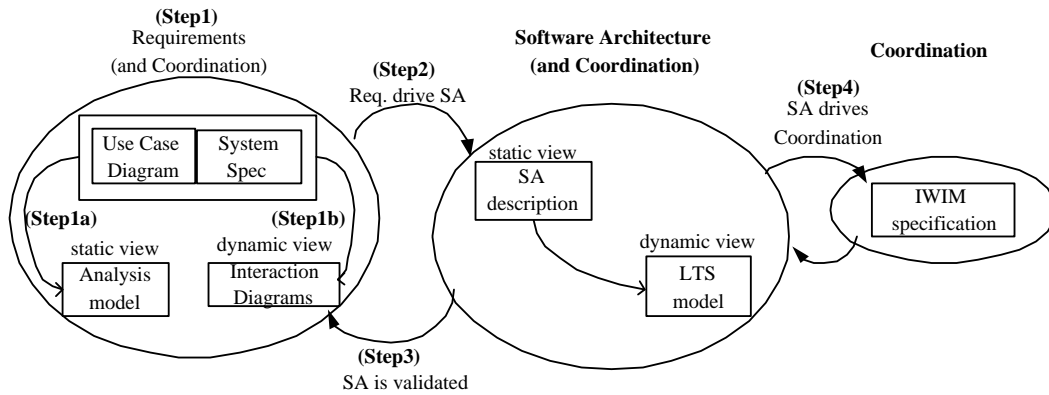 (Step1)
Requirements
(and Coordination)
Use Case
Diagram
System
Spec
(Step1a)
(Step1b)
static view
Analysis
model
dynamic view
Interaction
Diagrams
(Step2)
Req. drive SA
(Step3)
SA is validated
Software Architecture
(and Coordination)
static view
SA
description
dynamic view
LTS
model
(Step4)
SA drives
Coordination
Coordination
IWIM
specification